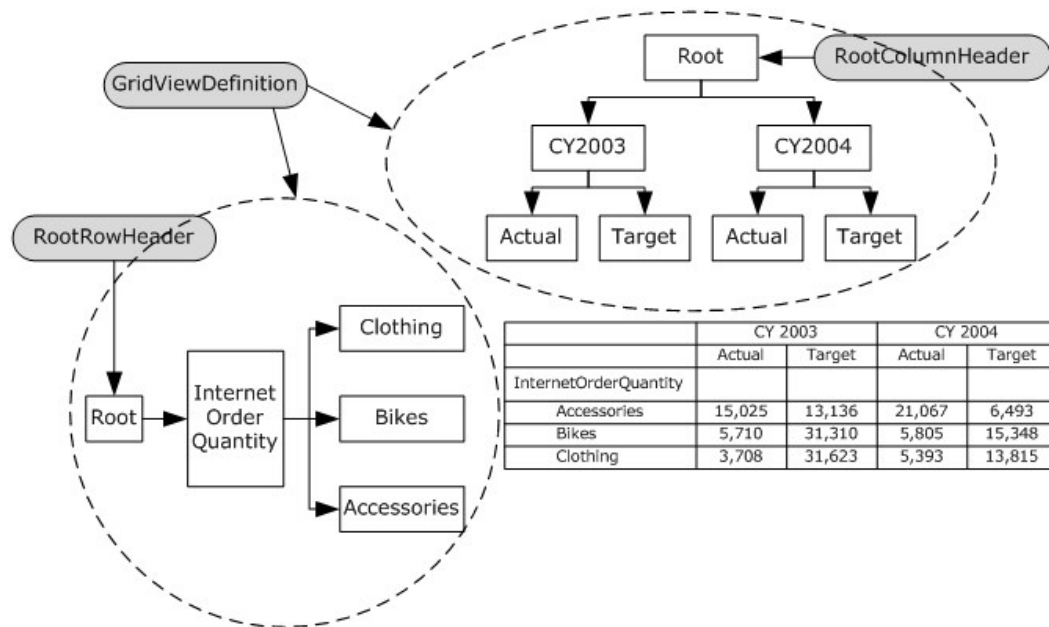 Root
RootColumnHeader
GridViewDefinition
CY2003
CY2004
Actual
Target
Actual
Target
RootRowHeader
Clothing
Root
Internet
Order
Quantity
Bikes
Accessories
CY 2003 CY 2004
Actual Target Actual Target
InternetOrderQuantity
Accessories 15,025 13,136 21,067 6,493
Bikes 5,710 31,310 5,805 15,348
Clothing 3,708 31,623 5,393 13,815